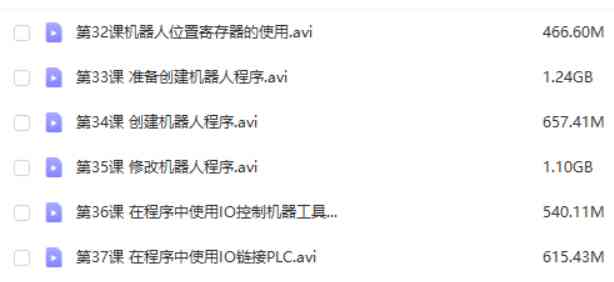 第32课机器人位置寄存器的使用.avi 466.60M
第33课 准备创建机器人程序.avi 1.24GB
第34课 创建机器人程序.avi 657.41M
第35课 修改机器人程序.avi 1.10GB
第36课 在程序中使用IO控制机器工具... 540.11M
第37课 在程序中使用IO链接PLC.avi 615.43M